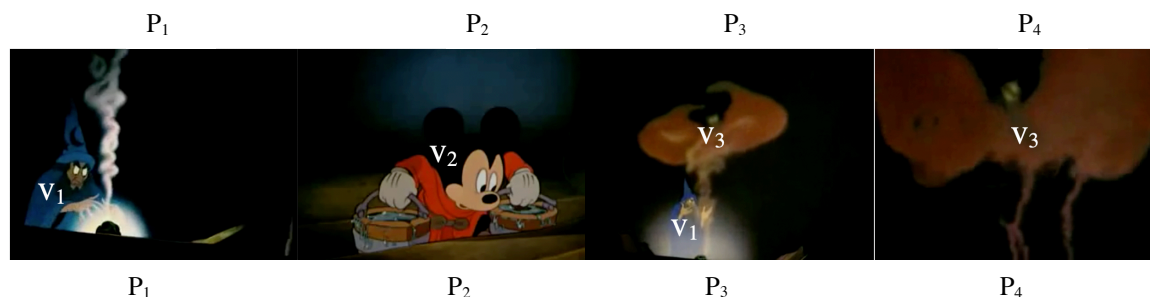 P₁ P₂ P₃ P₄
v₁ v₂ v₃ v₃
v₁
P₁ P₂ P₃ P₄